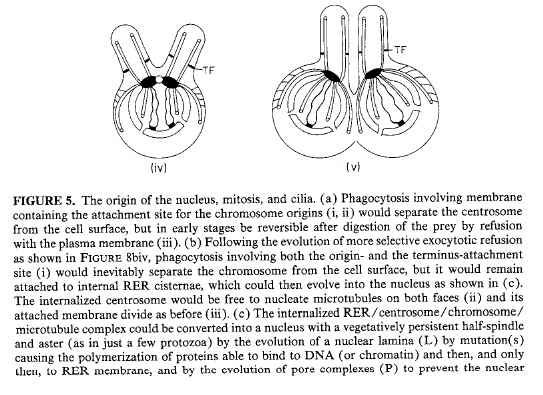 TF
TF
(iv)
(v)
FIGURE 5. The origin of the nucleus, mitosis, and cilia. (a) Phagocytosis involving membrane
containing the attachment site for the chromosome origins (i, ii) would separate the centrosome
from the cell surface, but in early stages be reversible after digestion of the prey by refusion
with the plasma membrane (iii). (b) Following the evolution of more selective exocytotic refusion
as shown in FIGURE 8biv, phagocytosis involving both the origin- and the terminus-attachment
site (i) would inevitably separate the chromosome from the cell surface, but it would remain
attached to internal RER cisternae, which could then evolve into the nucleus as shown in (c).
The internalized centrosome would be free to nucleate microtubules on both faces (ii) and its
attached membrane divide as before (iii). (c) The internalized RER/centrosome/chromosome/
microtubule complex could be converted into a nucleus with a vegetatively persistent half-spindle
and aster (as in just a few protozoa) by the evolution of a nuclear lamina (L) by mutation(s)
causing the polymerization of proteins able to bind to DNA (or chromatin) and then, and only
then, to RER membrane, and by the evolution of pore complexes (P) to prevent the nuclear